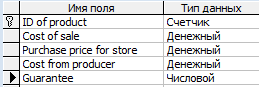 Имя поля Тип данных
ID of product Счетчик
Cost of sale Денежный
Purchase price for store Денежный
Cost from producer Денежный
Guarantee Числовой